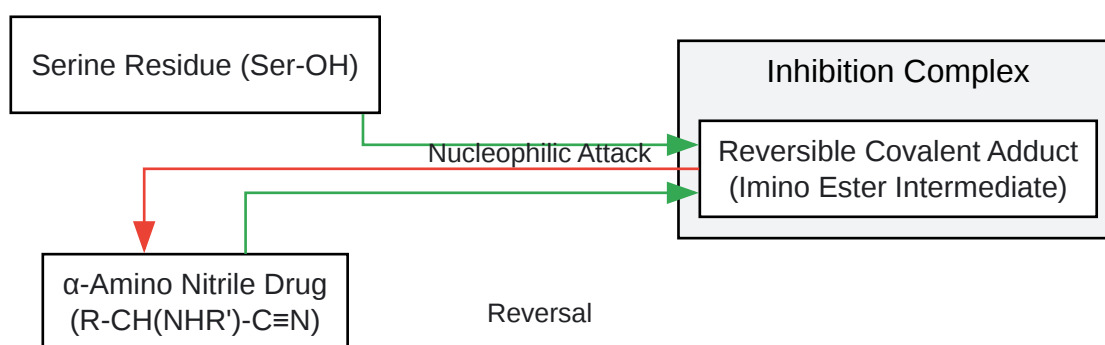 Serine Residue (Ser-OH)
Inhibition Complex
Nucleophilic Attack
Reversible Covalent Adduct
(Imino Ester Intermediate)
α-Amino Nitrile Drug
(R-CH(NHR')-C≡N)
Reversal